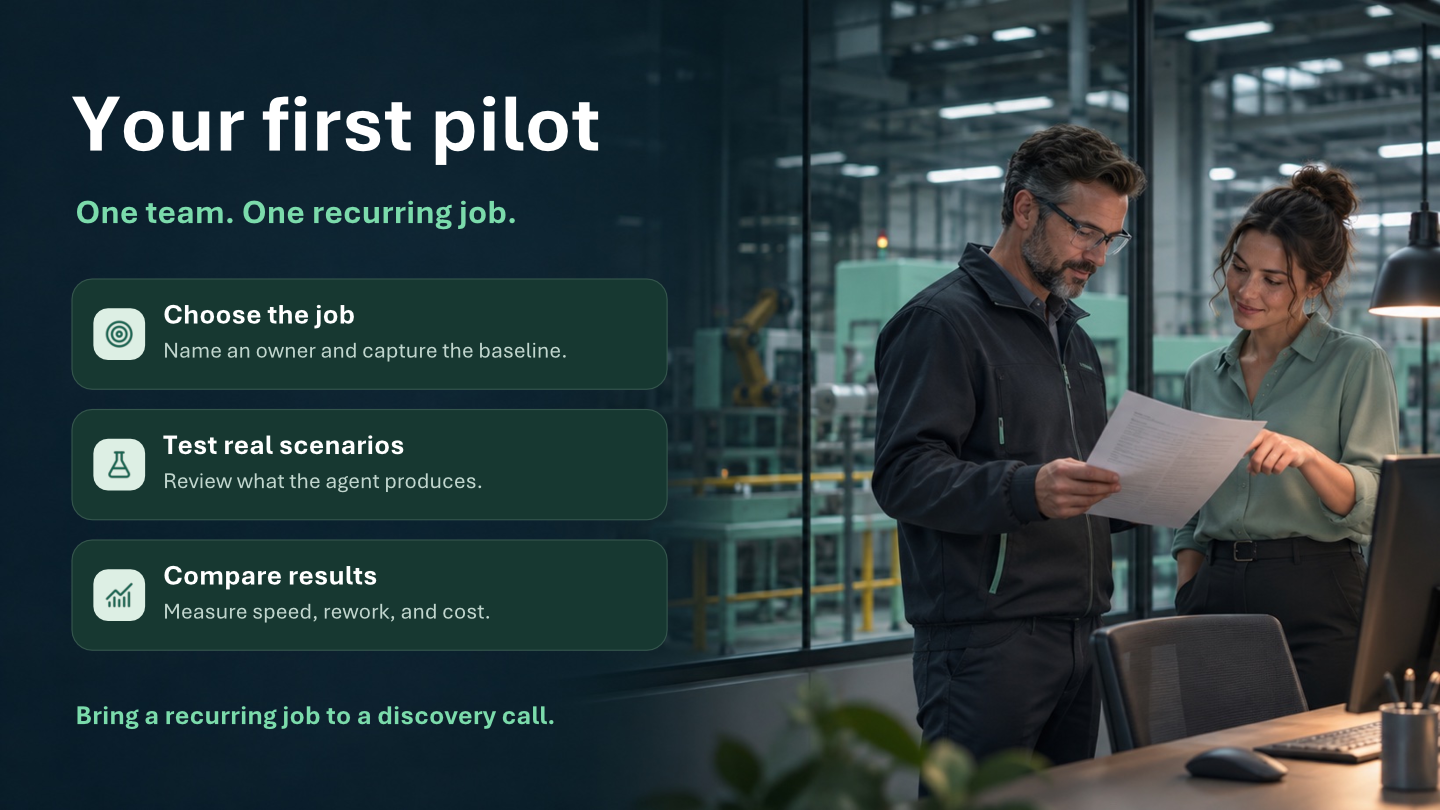 Your first pilot
One team. One recurring job.
Choose the job
Name an owner and capture the baseline.
Test real scenarios
Review what the agent produces.
Compare results
Measure speed, rework, and cost.
Bring a recurring job to a discovery call.